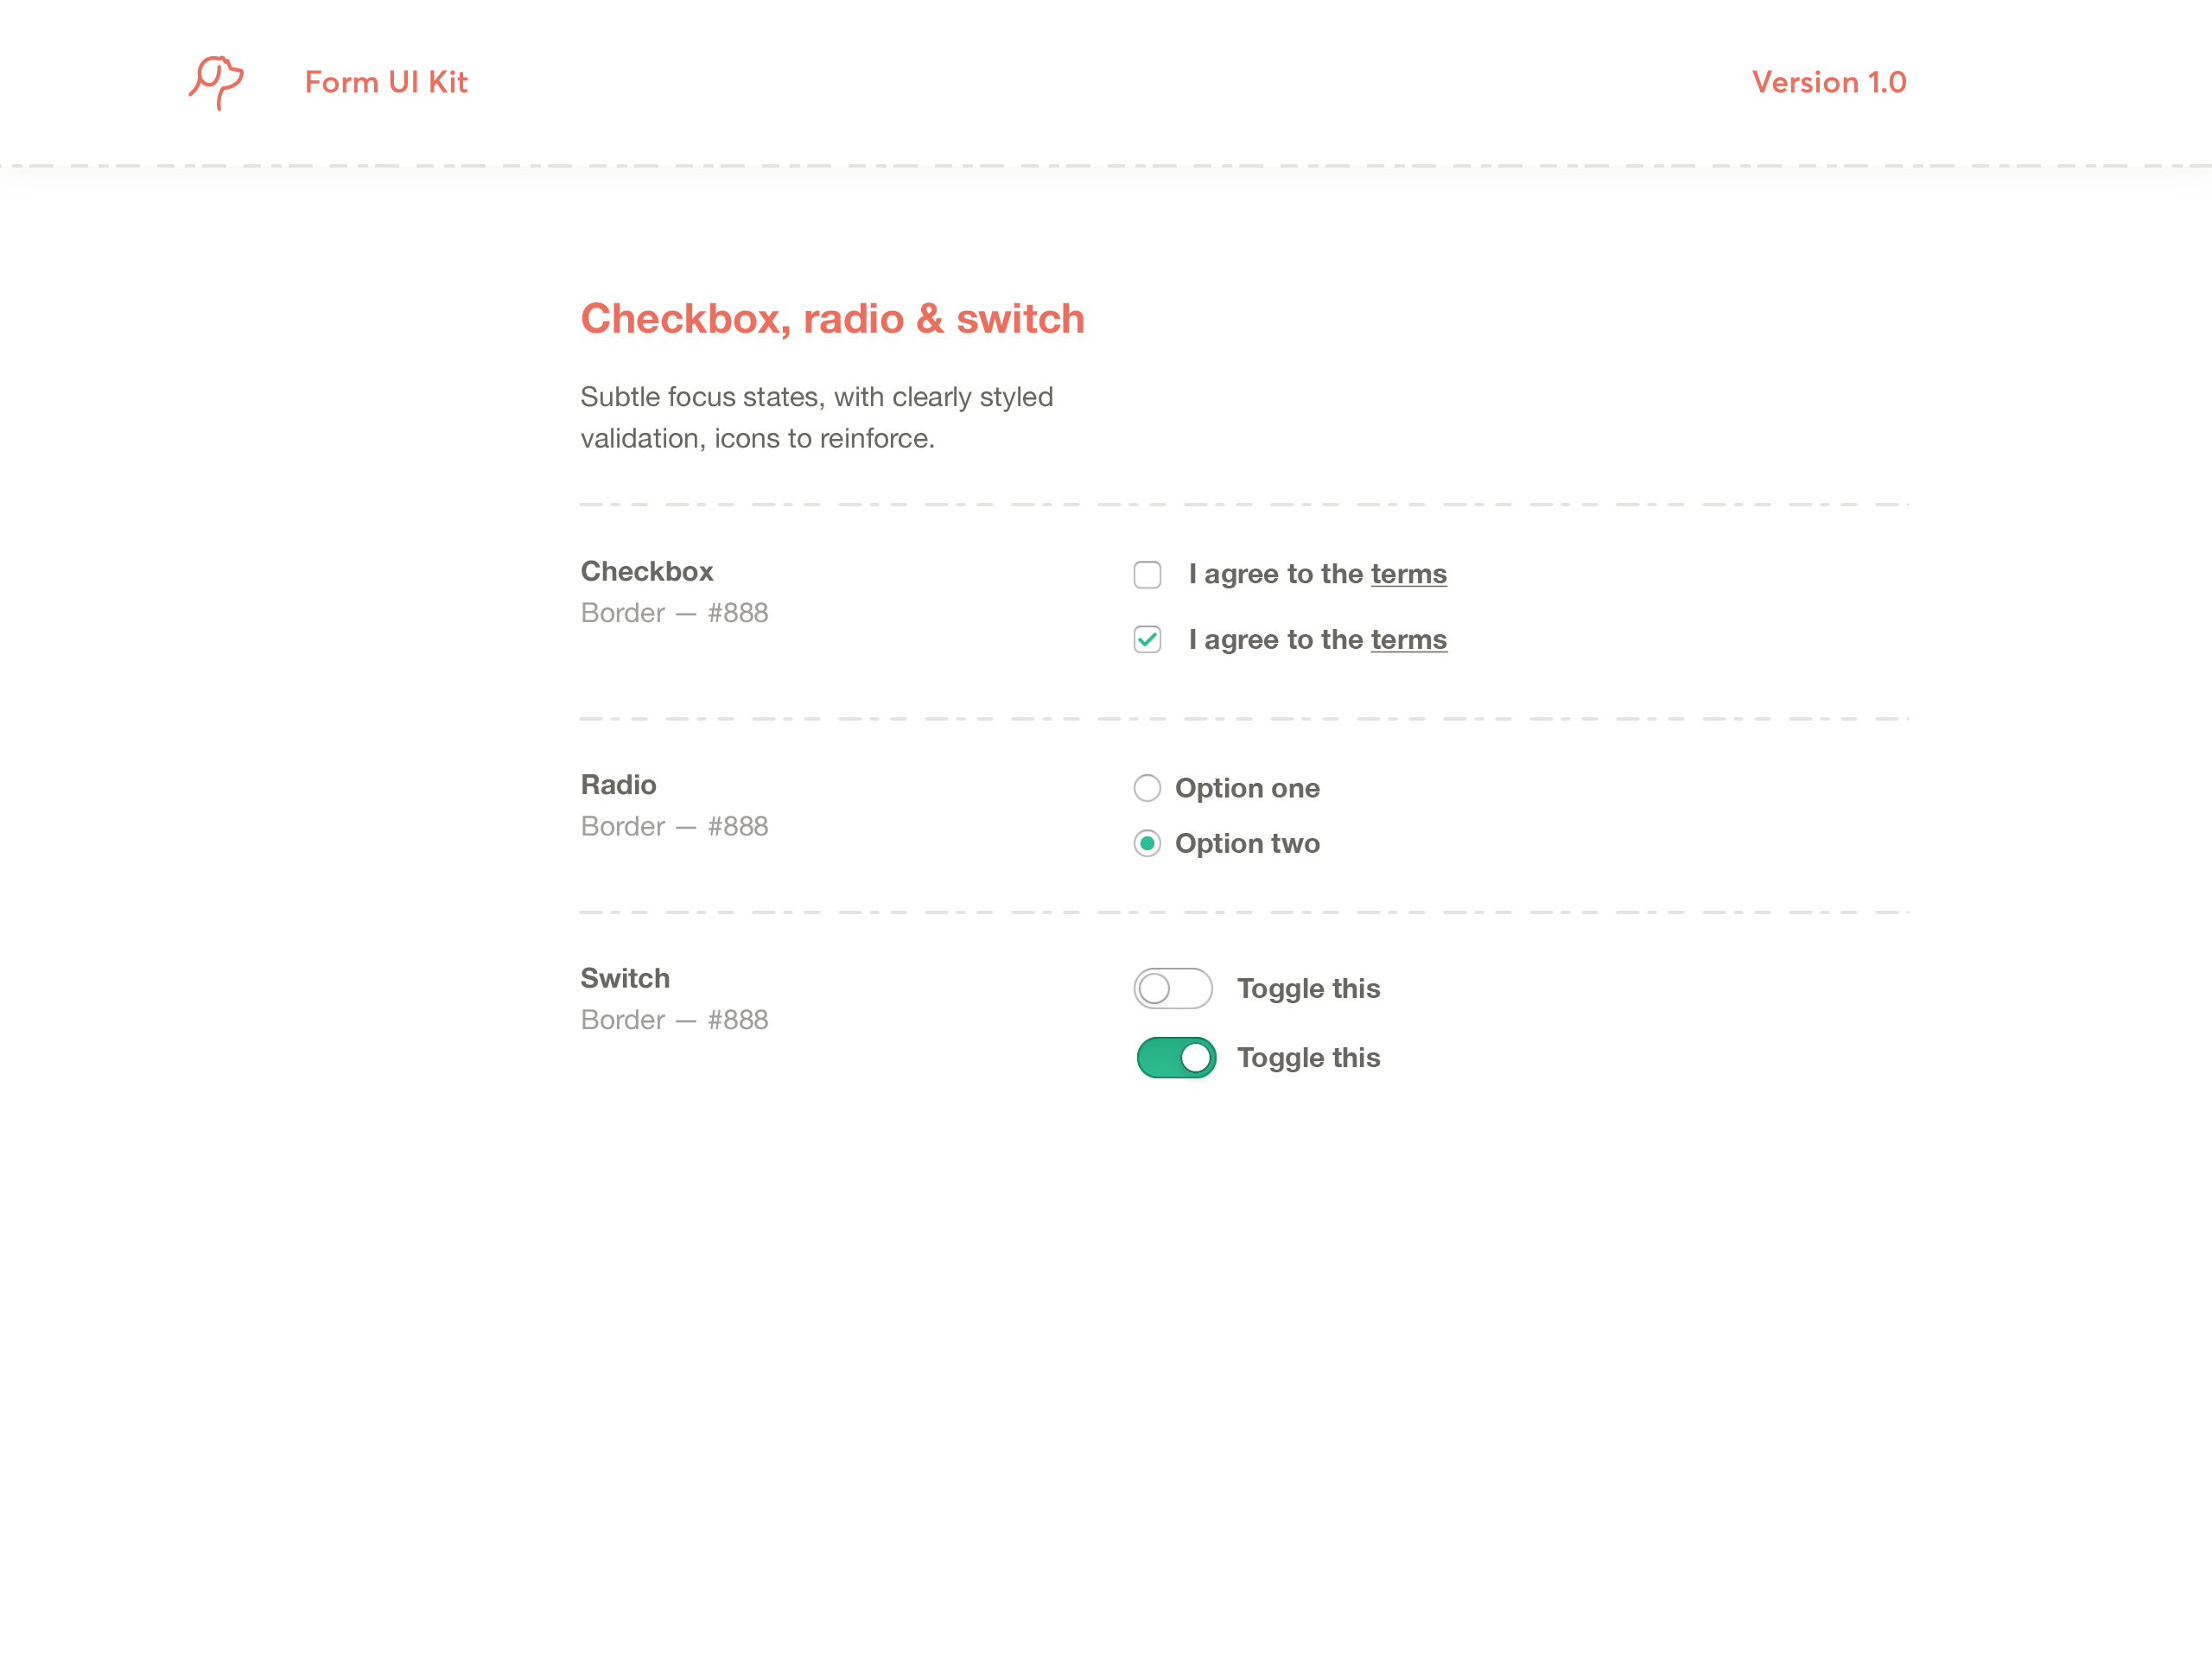 Form UI Kit
Version 1.0
Checkbox, radio & switch
Subtle focus states, with clearly styled
validation, icons to reinforce.
Checkbox
Border — #888
I agree to the terms
I agree to the terms
Radio
Border — #888
Option one
Option two
Switch
Border — #888
Toggle this
Toggle this